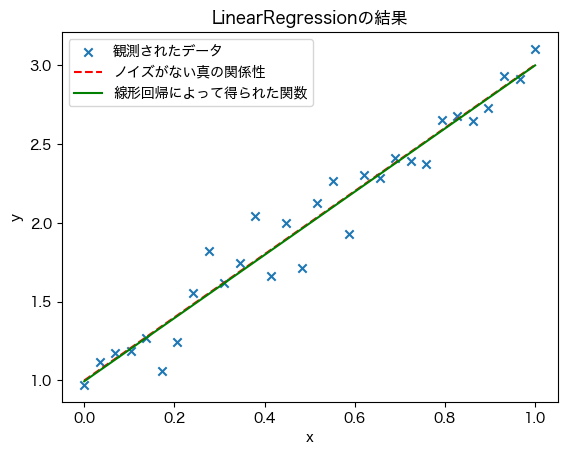 LinearRegressionの結果
観測されたデータ
ノイズがない真の関係性
線形回帰によって得られた関数
3.0
2.5
2.0
1.5
1.0
y
0.0 0.2 0.4 0.6 0.8 1.0
x